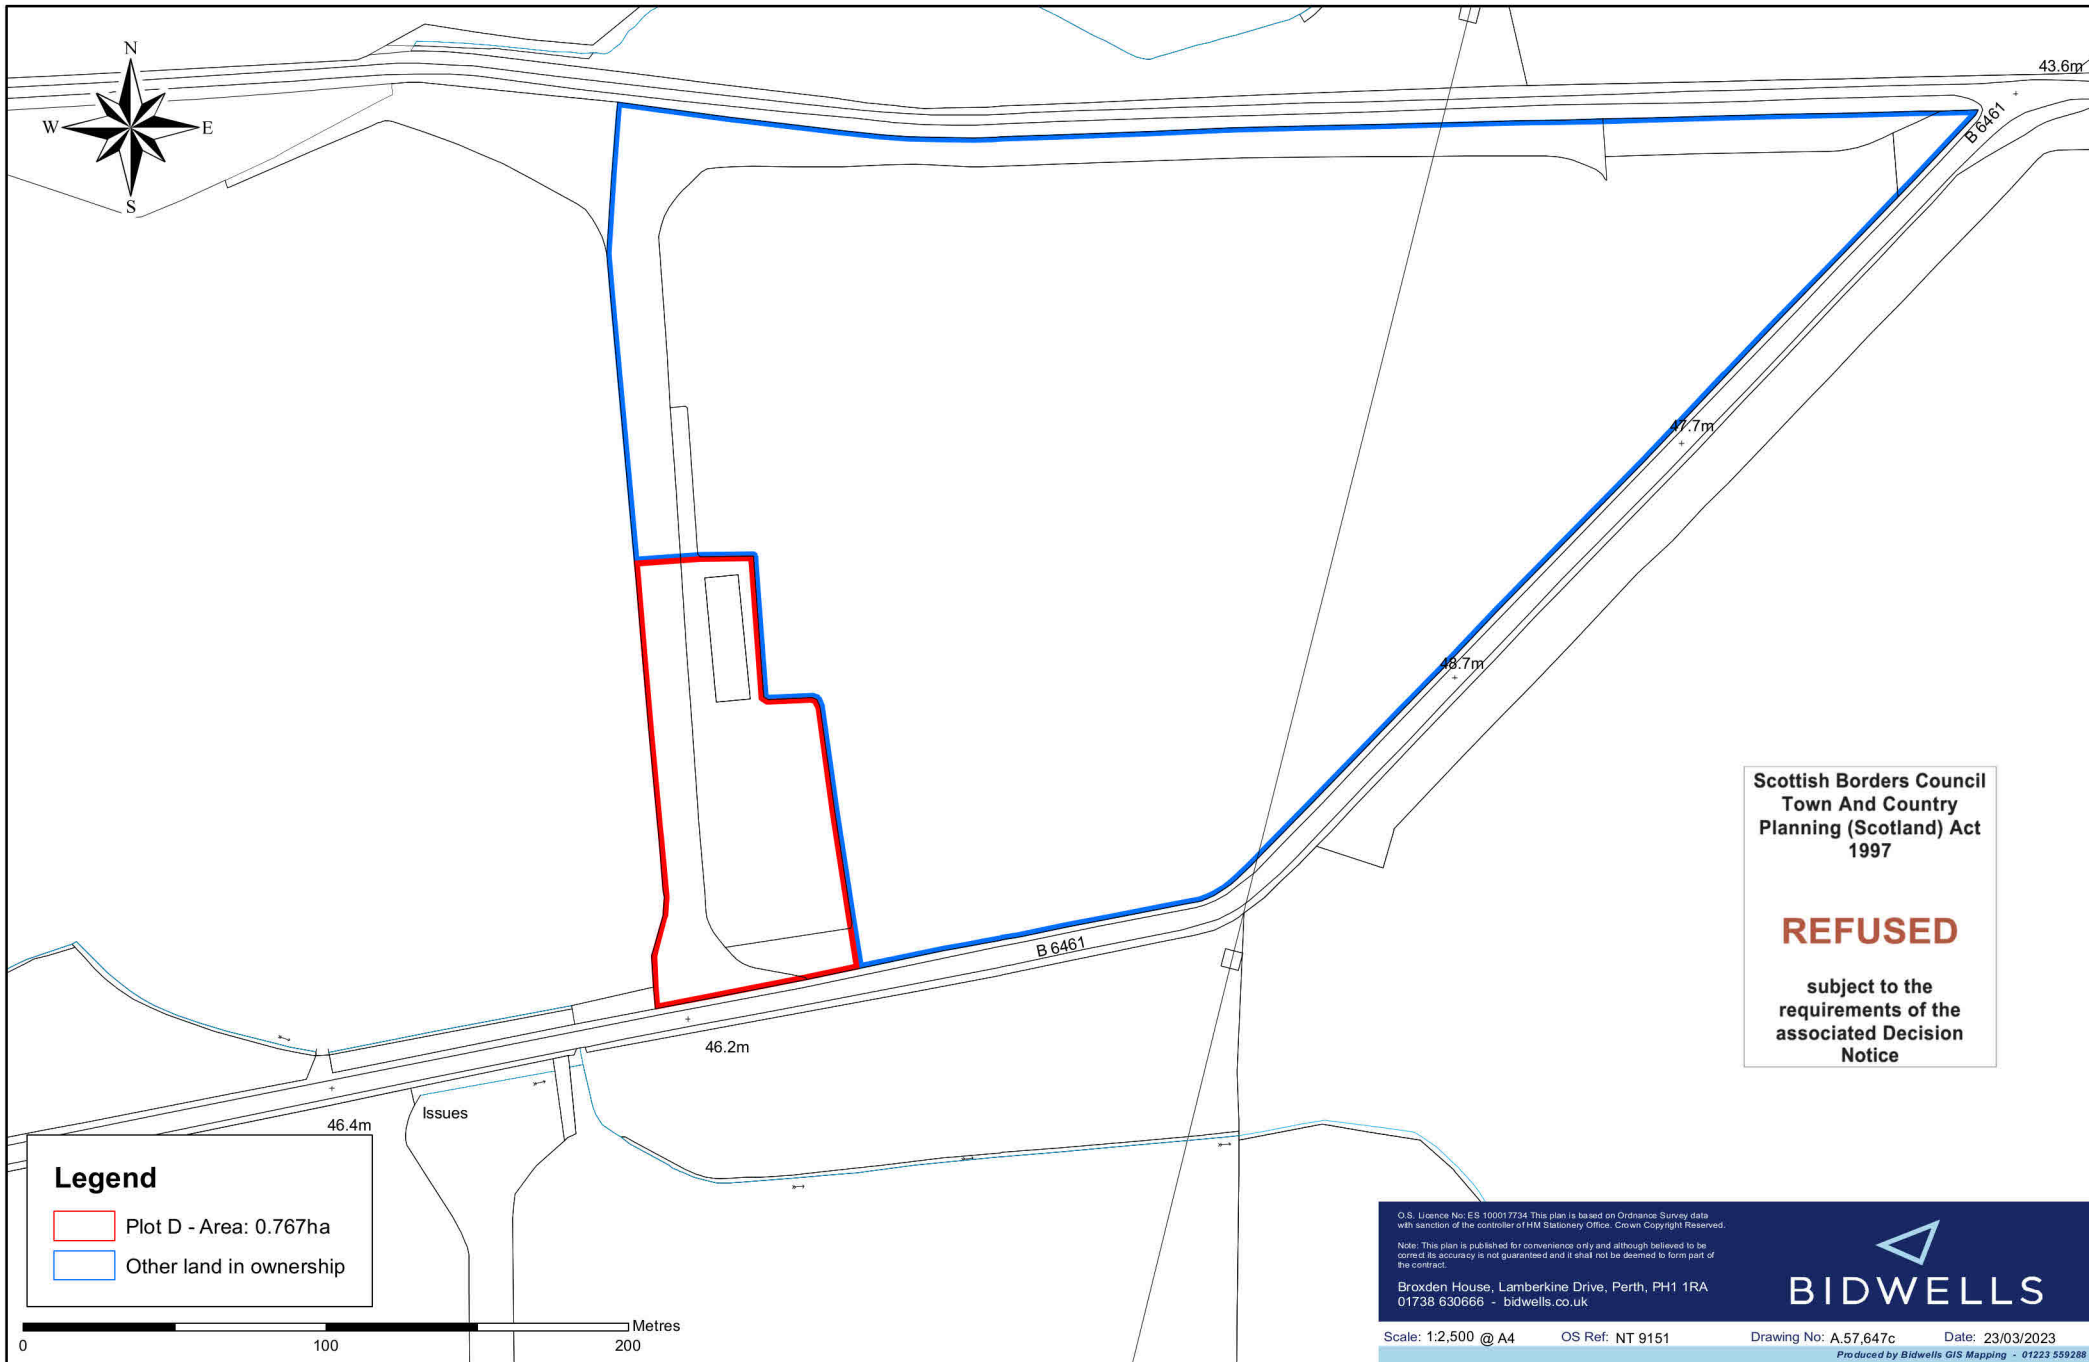 N
W
E
S
43.6m
B 6461
47.7m
48.7m
B 6461
46.2m
46.4m
Issues
Scottish Borders Council
Town And Country
Planning (Scotland) Act
1997
REFUSED
subject to the
requirements of the
associated Decision
Notice
Legend
Plot D - Area: 0.767ha
Other land in ownership
Metres
0
100
200
O.S. Licence No: ES 100017734 This plan is based on Ordnance Survey data
with sanction of the controller of HM Stationery Office. Crown Copyright Reserved.
Note: This plan is published for convenience only and although believed to be
correct its accuracy is not guaranteed and it shall not be deemed to form part of
the contract.
Broxden House, Lamberkine Drive, Perth, PH1 1RA
01738 630666 - bidwells.co.uk
BIDWELLS
Scale: 1:2,500 @ A4 OS Ref: NT 9151 Drawing No: A.57,647c Date: 23/03/2023
Produced by Bidwells GIS Mapping - 01223 559288